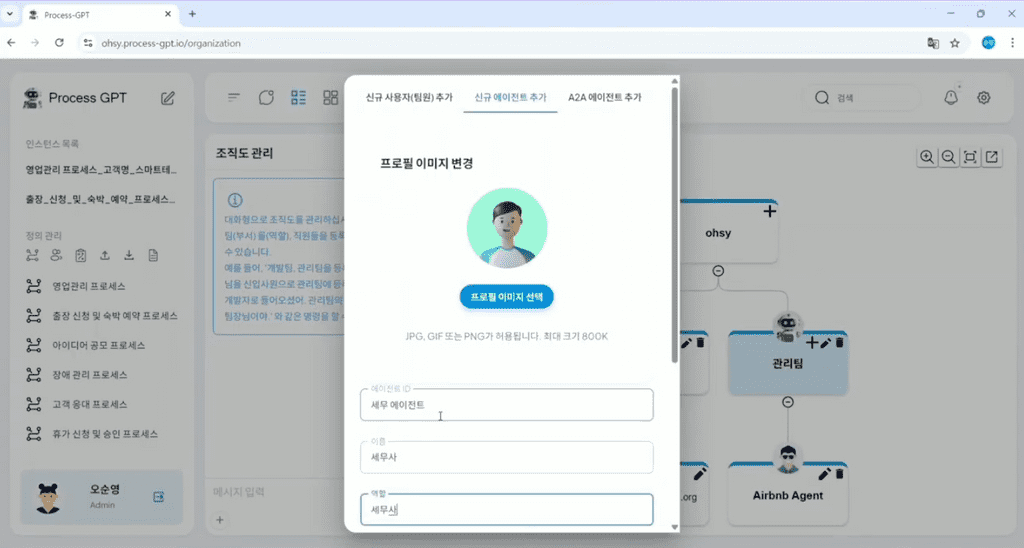 Process-GPT
ohsy.process-gpt.io/organization
Process GPT
인스턴스 목록
영업관리 프로세스_고객명_스마트테...
출장_신청_및_숙박_예약_프로세스...
정의 관리
영업관리 프로세스
출장 신청 및 숙박 예약 프로세스
아이디어 공모 프로세스
장애 관리 프로세스
고객 응대 프로세스
휴가 신청 및 승인 프로세스
오순영
Admin
조직도 관리
대화형으로 조직도를 관리하십시
팀(부서) 를(역할), 직원들을 등록
수 있습니다.
예를 들어, '개발팀, 관리팀을 등록
님을 신입사원으로 관리팀에 등록
개발자로 들어오셨어. 관리팀의
팀장님이야.' 와 같은 명령을 할 수
메시지 입력
신규 사용자(팀원) 추가
신규 에이전트 추가
A2A 에이전트 추가
프로필 이미지 변경
프로필 이미지 선택
JPG, GIF 또는 PNG가 허용됩니다. 최대 크기 800K
에이전트 ID
세무 에이전트
이름
세무사
역할
세무사
검색
ohsy
관리팀
.org
Airbnb Agent